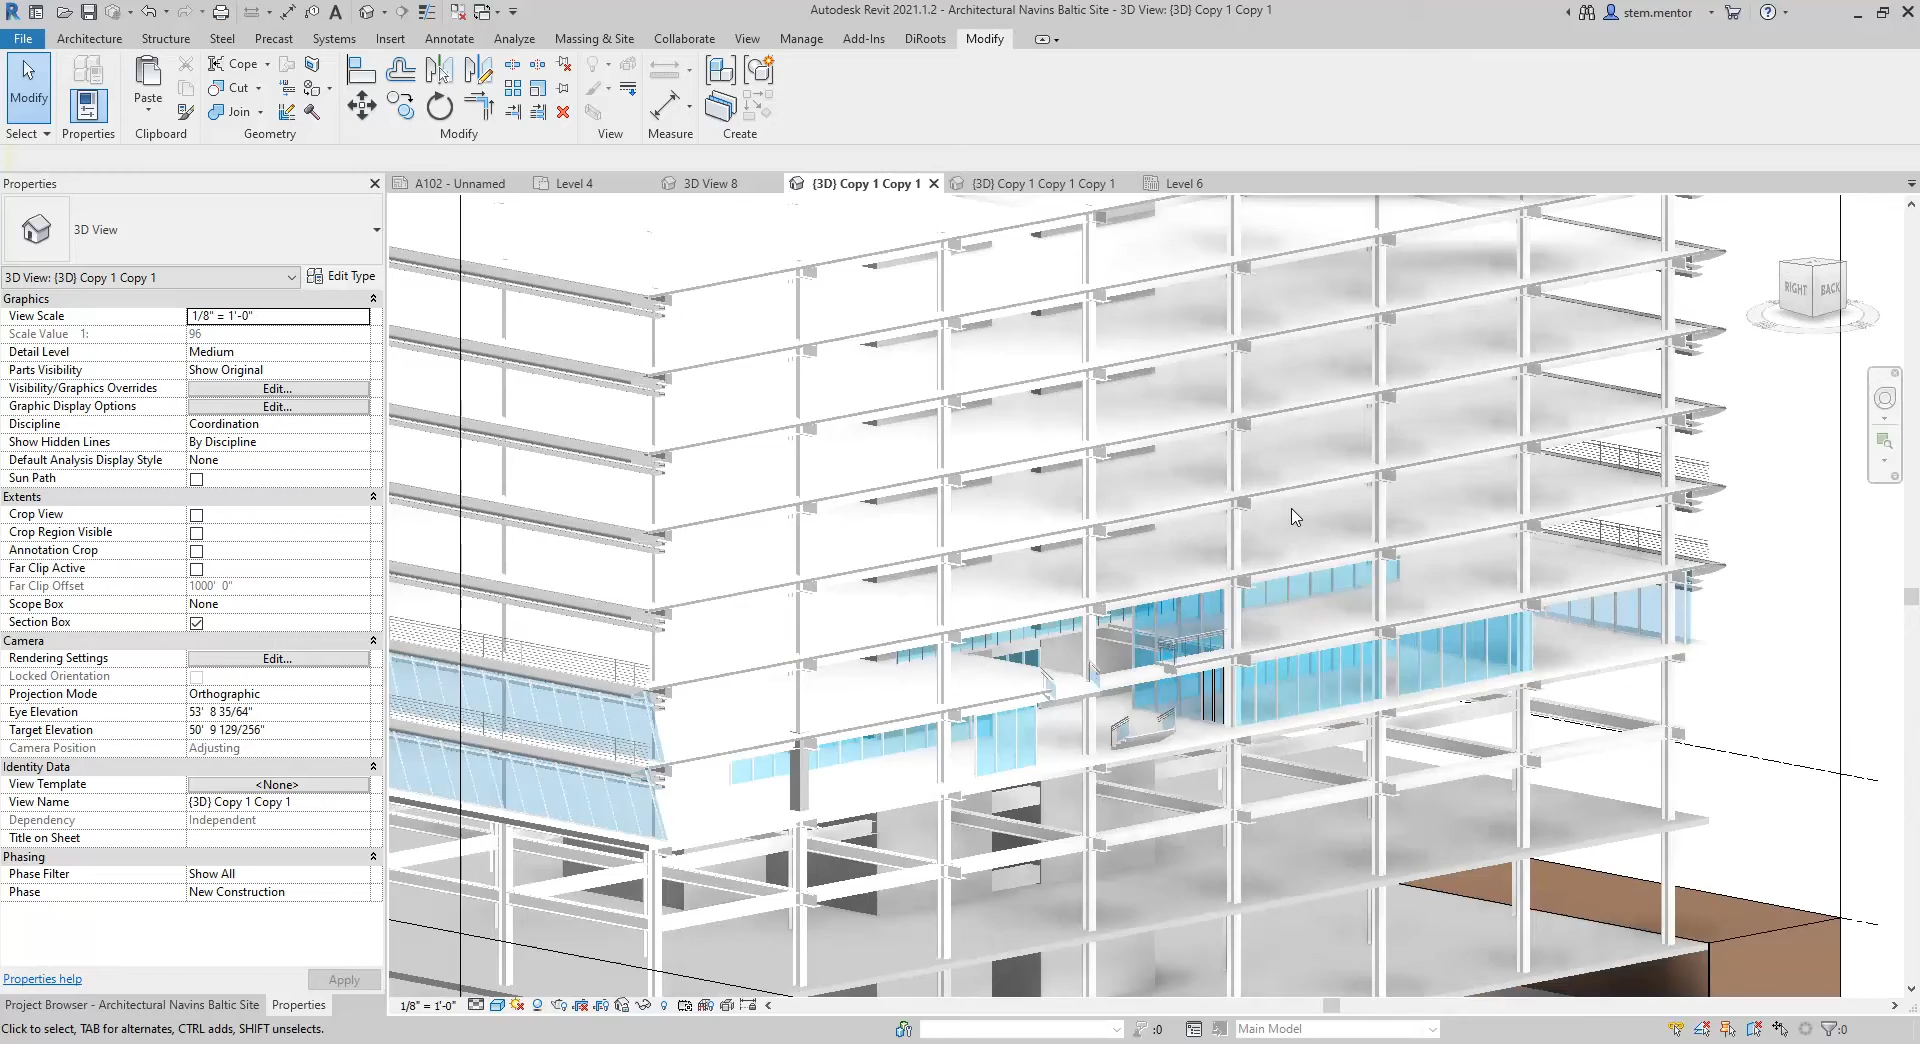 Autodesk Revit 2021.1.2 - Architectural Navins Baltic Site - 3D View: {3D} Copy 1 Copy 1
stem.mentor
File Architecture Structure Steel Precast Systems Insert Annotate Analyze Massing & Site Collaborate View Manage Add-Ins DiRoots Modify
Cope
Cut
Modify Paste
Join
Select Properties Clipboard Geometry Modify View Measure Create
Properties
A102 - Unnamed Level 4 3D View 8 {3D} Copy 1 Copy 1 {3D} Copy 1 Copy 1 Copy 1 Level 6
3D View
3D View: {3D} Copy 1 Copy 1 Edit Type
Graphics
View Scale 1/8" = 1'-0"
Scale Value 1: 96
Detail Level Medium
Parts Visibility Show Original
Visibility/Graphics Overrides Edit...
Graphic Display Options Edit...
Discipline Coordination
Show Hidden Lines By Discipline
Default Analysis Display Style None
Sun Path
Extents
Crop View
Crop Region Visible
Annotation Crop
Far Clip Active
Far Clip Offset 1000' 0"
Scope Box None
Section Box
Camera
Rendering Settings Edit...
Locked Orientation
Projection Mode Orthographic
Eye Elevation 53' 8 35/64"
Target Elevation 50' 9 129/256"
Camera Position Adjusting
Identity Data
View Template <None>
View Name {3D} Copy 1 Copy 1
Dependency Independent
Title on Sheet
Phasing
Phase Filter Show All
Phase New Construction
RIGHT BACK
Properties help Apply
Project Browser - Architectural Navins Baltic Site Properties
1/8" = 1'-0"
Click to select, TAB for alternates, CTRL adds, SHIFT unselects.
:0 Main Model :0